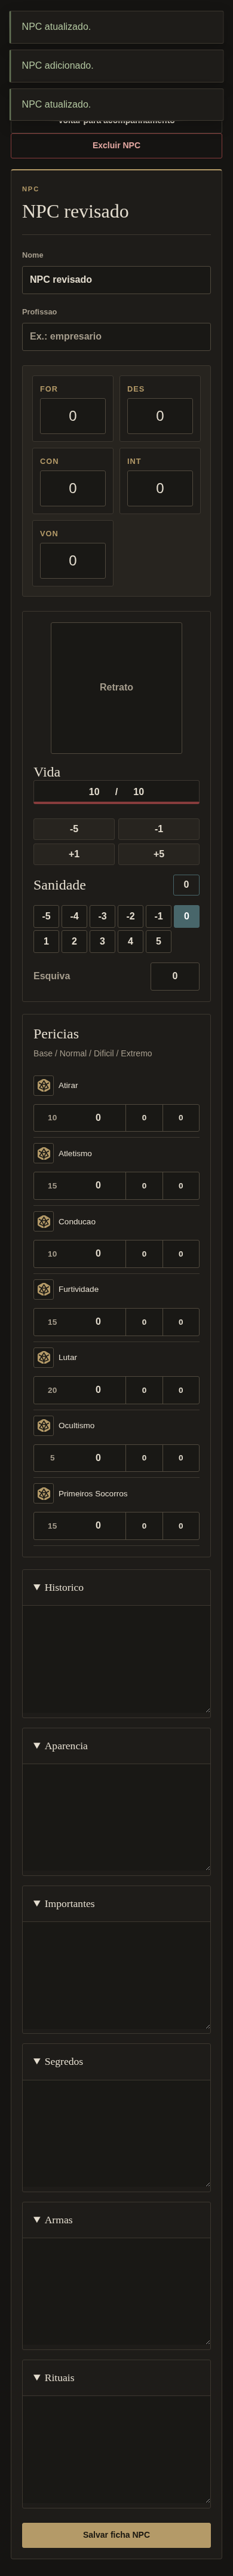 NPC atualizado.
NPC adicionado.
NPC atualizado.
Voltar para acompanhamento
Excluir NPC
NPC
NPC revisado
Nome
NPC revisado
Profissao
Ex.: empresario
FOR DES
0 0
CON INT
0 0
VON
0
Retrato
Vida
10 / 10
-5 -1
+1 +5
Sanidade 0
-5 -4 -3 -2 -1 0
1 2 3 4 5
Esquiva 0
Pericias
Base / Normal / Dificil / Extremo
Atirar
10 0 0 0
Atletismo
15 0 0 0
Conducao
10 0 0 0
Furtividade
15 0 0 0
Lutar
20 0 0 0
Ocultismo
5 0 0 0
Primeiros Socorros
15 0 0 0
▼ Historico
▼ Aparencia
▼ Importantes
▼ Segredos
▼ Armas
▼ Rituais
Salvar ficha NPC